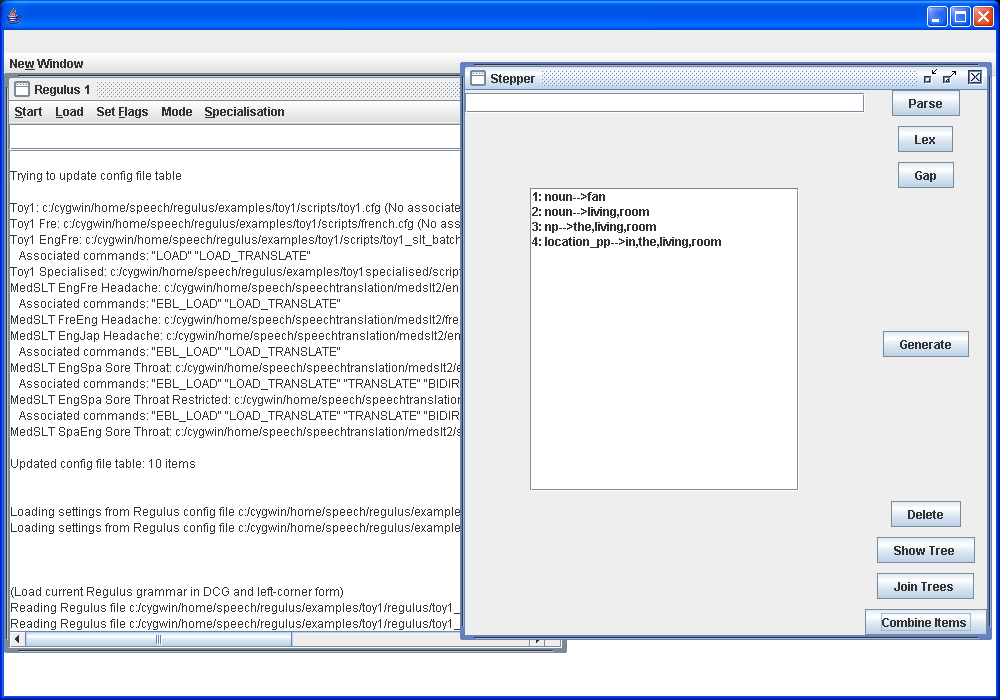 New Window
Regulus 1
Start Load Set Flags Mode Specialisation
Trying to update config file table
Toy1: c:/cygwin/home/speech/regulus/examples/toy1/scripts/toy1.cfg (No associate
Toy1 Fre: c:/cygwin/home/speech/regulus/examples/toy1/scripts/french.cfg (No ass
Toy1 EngFre: c:/cygwin/home/speech/regulus/examples/toy1/scripts/toy1_slt_batch
Associated commands: "LOAD" "LOAD_TRANSLATE"
Toy1 Specialised: c:/cygwin/home/speech/regulus/examples/toy1specialised/scrip
MedSLT EngFre Headache: c:/cygwin/home/speech/speechtranslation/medslt2/en
Associated commands: "EBL_LOAD" "LOAD_TRANSLATE"
MedSLT FreEng Headache: c:/cygwin/home/speech/speechtranslation/medslt2/fre
MedSLT EngJap Headache: c:/cygwin/home/speech/speechtranslation/medslt2/en
Associated commands: "EBL_LOAD" "LOAD_TRANSLATE"
MedSLT EngSpa Sore Throat: c:/cygwin/home/speech/speechtranslation/medslt2/e
Associated commands: "EBL_LOAD" "LOAD_TRANSLATE" "TRANSLATE" "BIDIR
MedSLT EngSpa Sore Throat Restricted: c:/cygwin/home/speech/speechtranslation
Associated commands: "EBL_LOAD" "LOAD_TRANSLATE" "TRANSLATE" "BIDIR
MedSLT SpaEng Sore Throat: c:/cygwin/home/speech/speechtranslation/medslt2/s
Updated config file table: 10 items
Loading settings from Regulus config file c:/cygwin/home/speech/regulus/example
Loading settings from Regulus config file c:/cygwin/home/speech/regulus/example
(Load current Regulus grammar in DCG and left-corner form)
Reading Regulus file c:/cygwin/home/speech/regulus/examples/toy1/regulus/toy1_
Reading Regulus file c:/cygwin/home/speech/regulus/examples/toy1/regulus/toy1_
Stepper
Parse
Lex
Gap
1: noun-->fan
2: noun-->living,room
3: np-->the,living,room
4: location_pp-->in,the,living,room
Generate
Delete
Show Tree
Join Trees
Combine Items